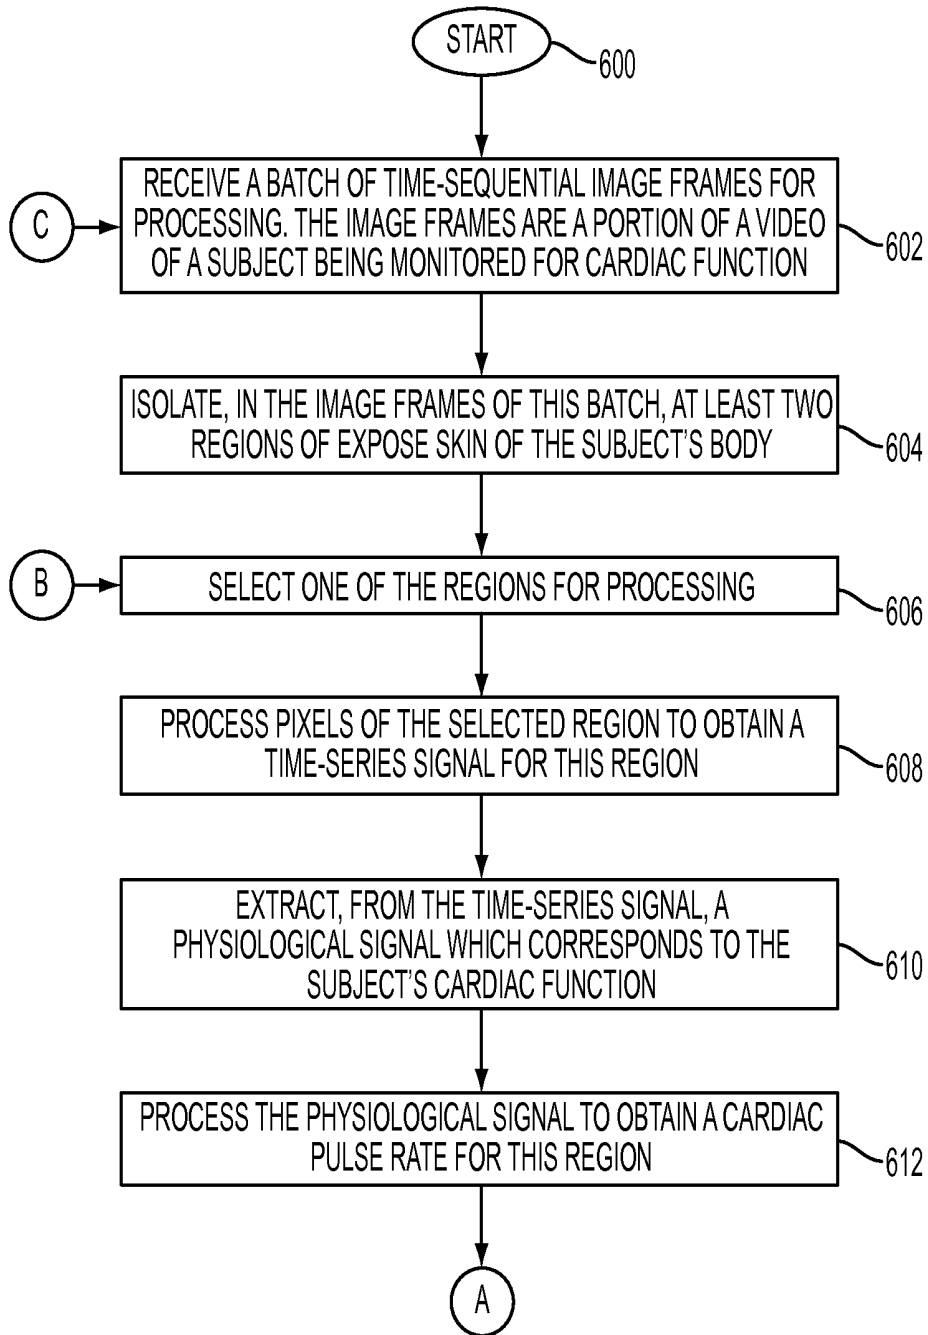 START
600
C
RECEIVE A BATCH OF TIME-SEQUENTIAL IMAGE FRAMES FOR
PROCESSING. THE IMAGE FRAMES ARE A PORTION OF A VIDEO
OF A SUBJECT BEING MONITORED FOR CARDIAC FUNCTION
602
ISOLATE, IN THE IMAGE FRAMES OF THIS BATCH, AT LEAST TWO
REGIONS OF EXPOSE SKIN OF THE SUBJECT'S BODY
604
B
SELECT ONE OF THE REGIONS FOR PROCESSING
606
PROCESS PIXELS OF THE SELECTED REGION TO OBTAIN A
TIME-SERIES SIGNAL FOR THIS REGION
608
EXTRACT, FROM THE TIME-SERIES SIGNAL, A
PHYSIOLOGICAL SIGNAL WHICH CORRESPONDS TO THE
SUBJECT'S CARDIAC FUNCTION
610
PROCESS THE PHYSIOLOGICAL SIGNAL TO OBTAIN A CARDIAC
PULSE RATE FOR THIS REGION
612
A